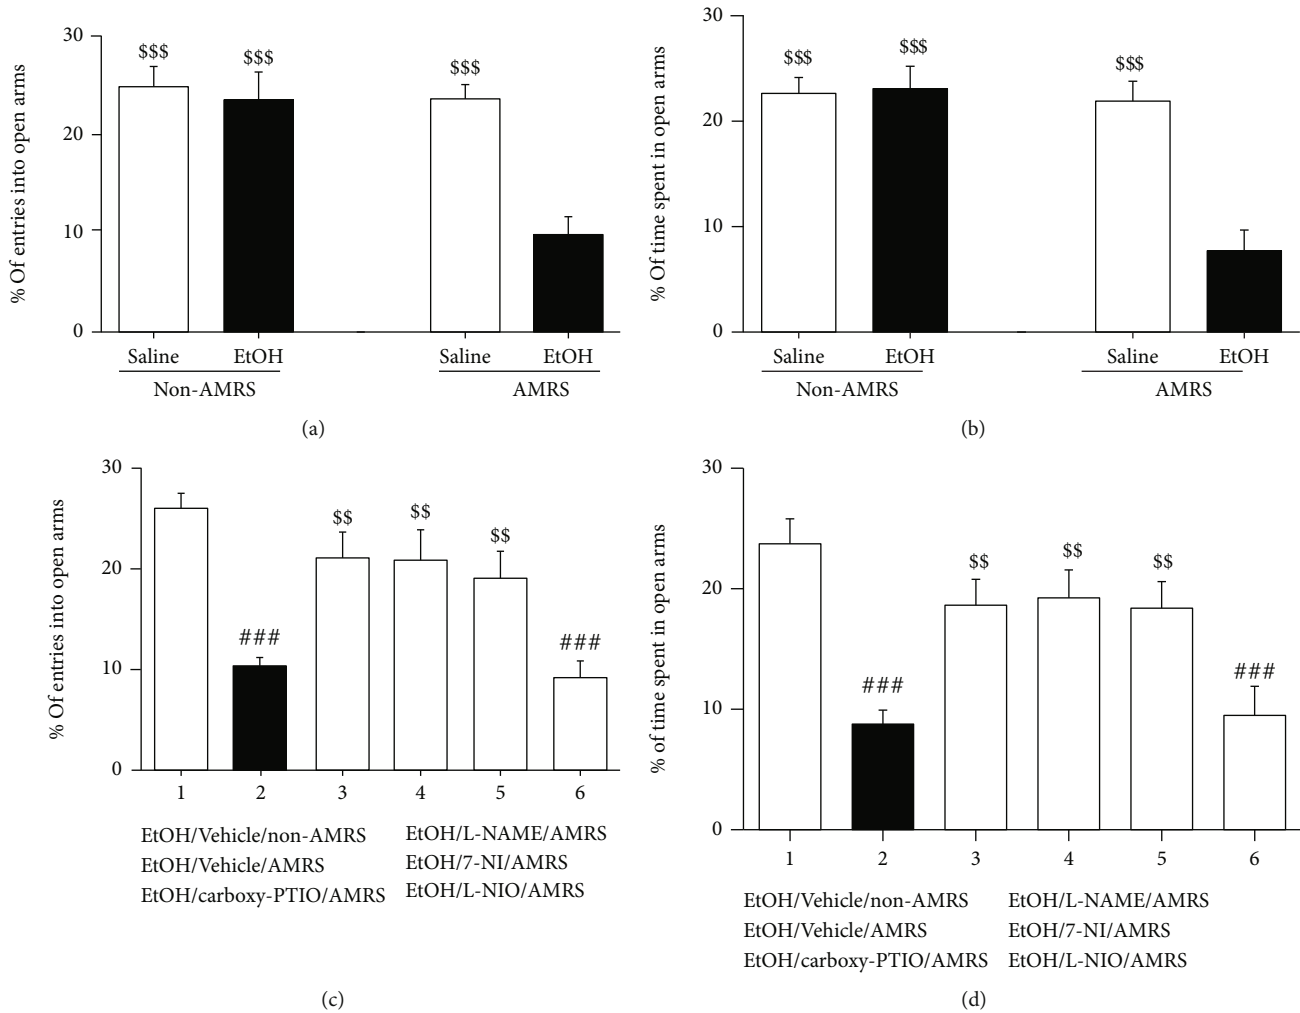 % Of entries into open arms
30
20
10
0
$$$
$$$
$$$
Saline
EtOH
Saline
EtOH
Non-AMRS
AMRS
(a)
% Of time spent in open arms
30
20
10
0
$$$
$$$
$$$
Saline
EtOH
Saline
EtOH
Non-AMRS
AMRS
(b)
% Of entries into open arms
30
20
10
0
###
$$
$$
$$
###
1
2
3
4
5
6
EtOH/Vehicle/non-AMRS
EtOH/Vehicle/AMRS
EtOH/carboxy-PTIO/AMRS
EtOH/L-NAME/AMRS
EtOH/7-NI/AMRS
EtOH/L-NIO/AMRS
(c)
% of time spent in open arms
30
20
10
0
###
$$
$$
$$
###
1
2
3
4
5
6
EtOH/Vehicle/non-AMRS
EtOH/Vehicle/AMRS
EtOH/carboxy-PTIO/AMRS
EtOH/L-NAME/AMRS
EtOH/7-NI/AMRS
EtOH/L-NIO/AMRS
(d)